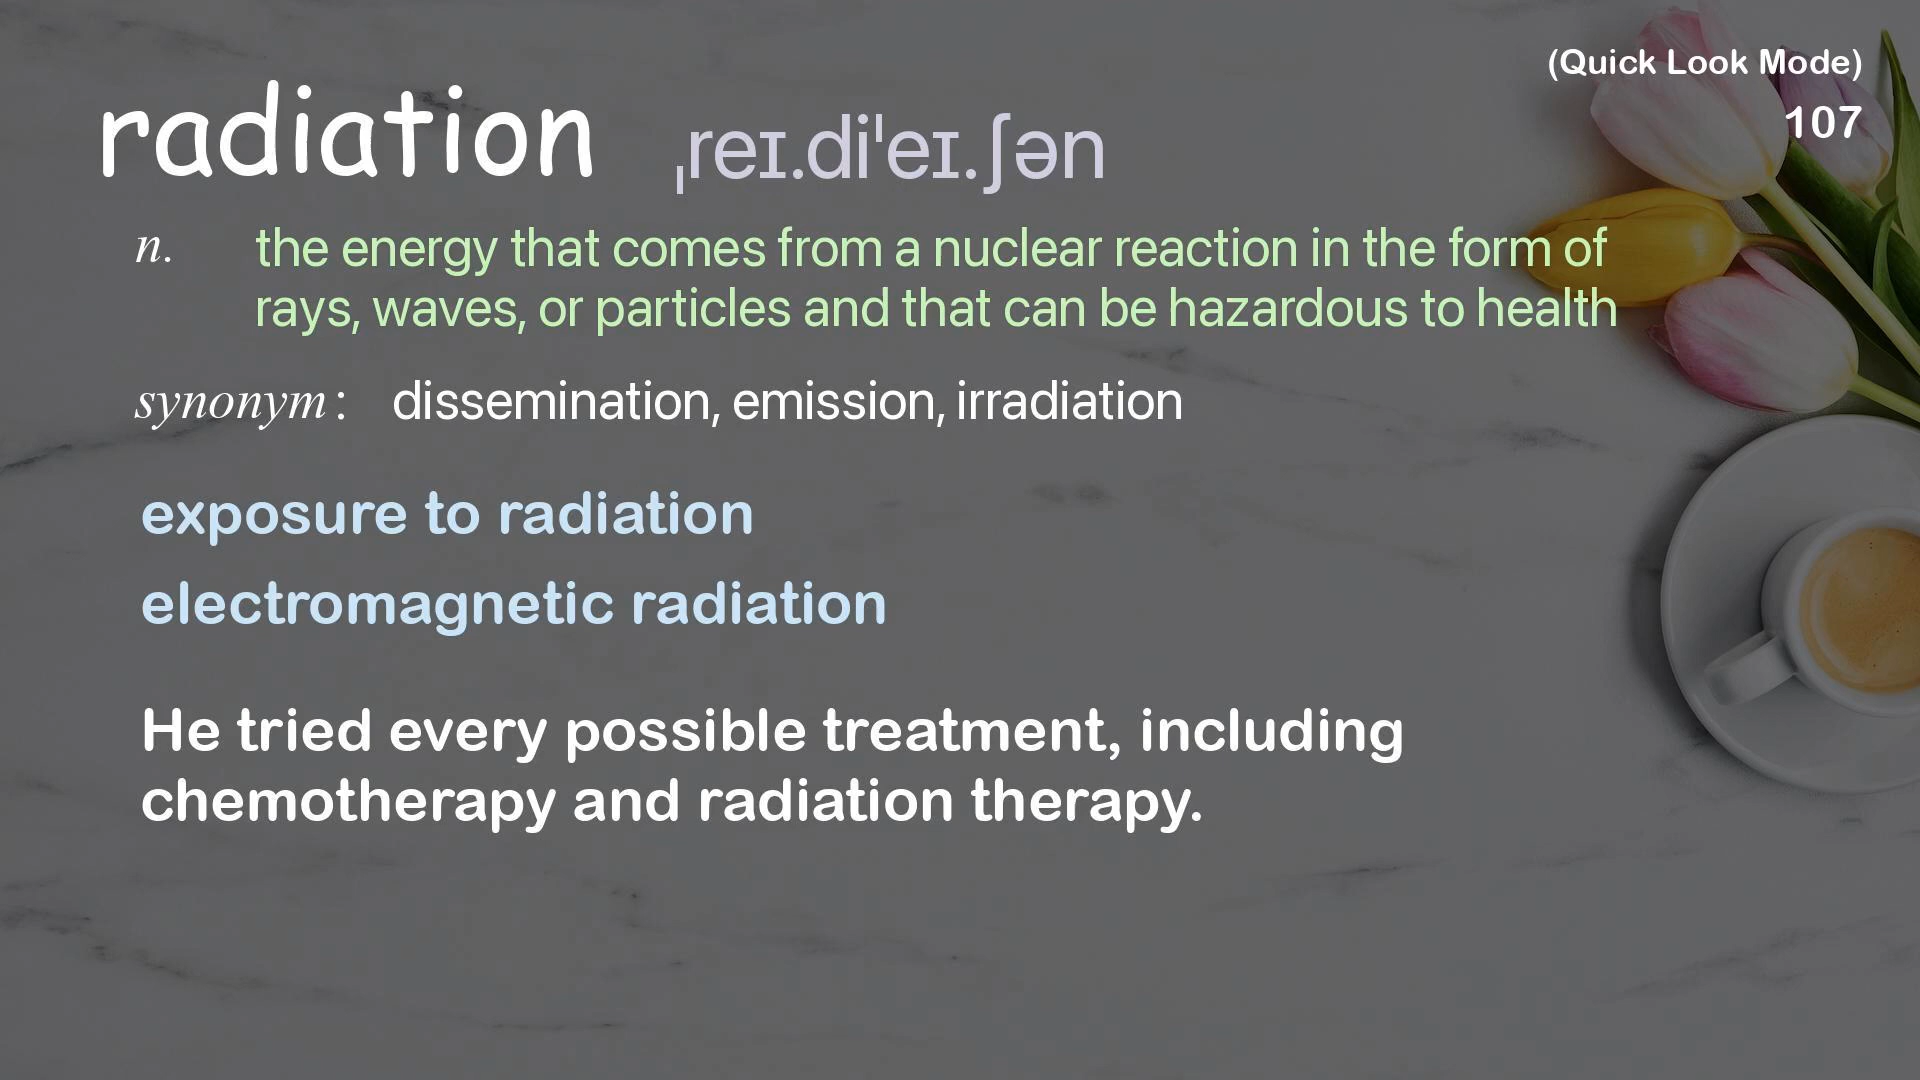 (Quick Look Mode)
107
radiation ˌreɪ.diˈeɪ.ʃən
n. the energy that comes from a nuclear reaction in the form of
rays, waves, or particles and that can be hazardous to health
synonym : dissemination, emission, irradiation
exposure to radiation
electromagnetic radiation
He tried every possible treatment, including
chemotherapy and radiation therapy.